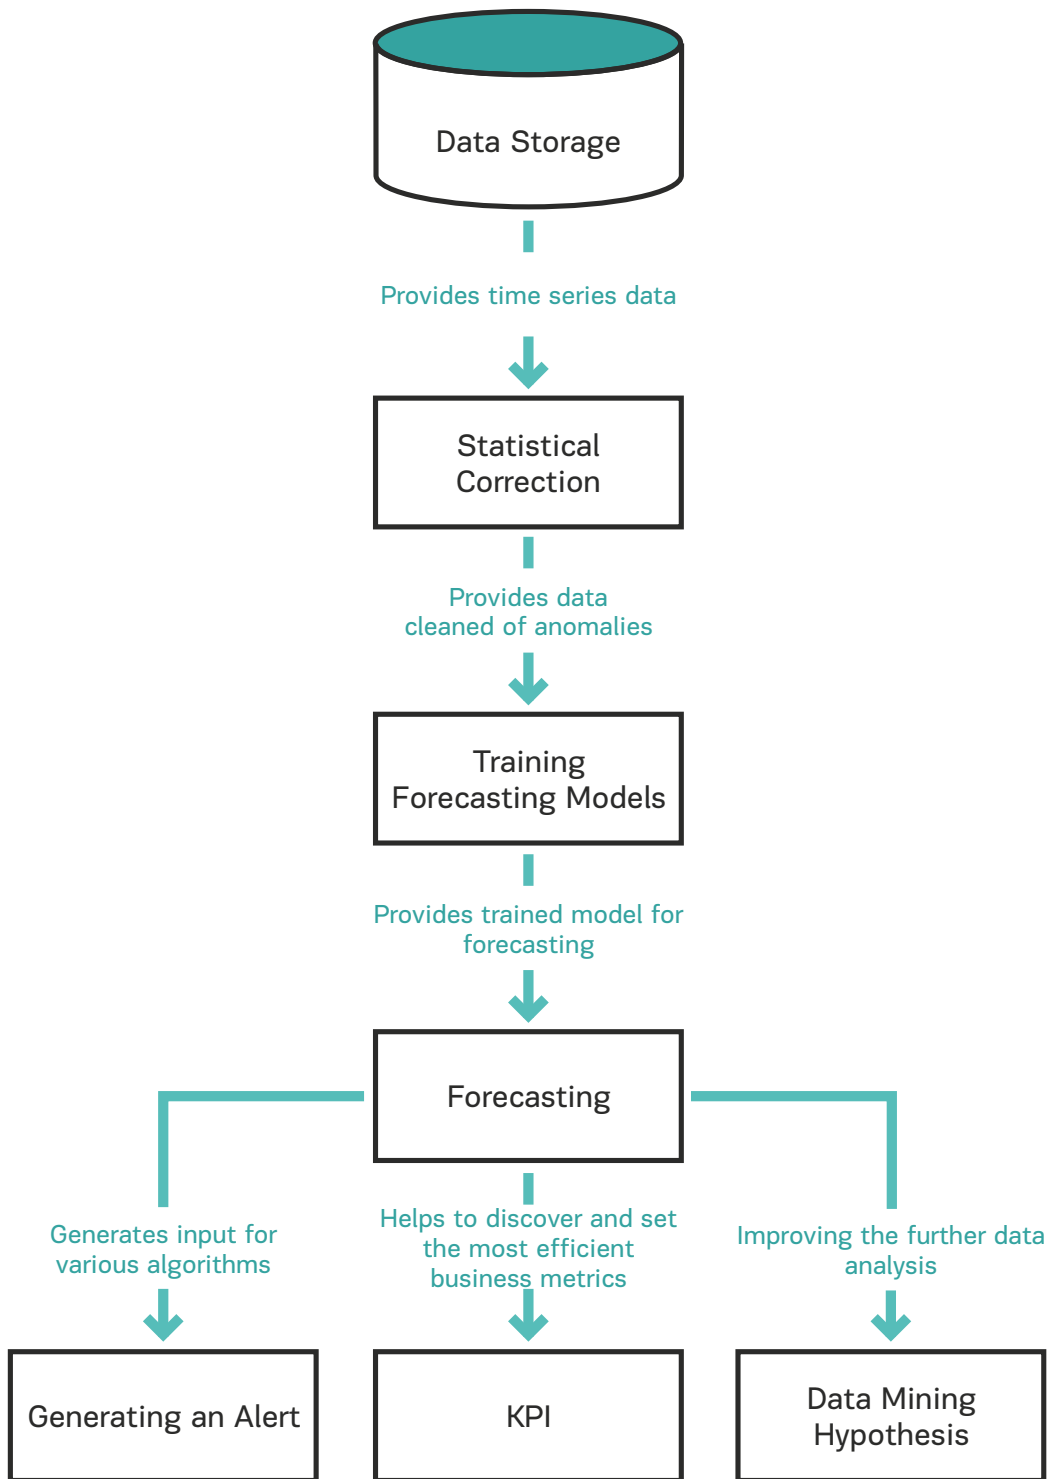 Data Storage
Provides time series data
Statistical
Correction
Provides data
cleaned of anomalies
Training
Forecasting Models
Provides trained model for
forecasting
Forecasting
Generates input for
various algorithms
Helps to discover and set
the most efficient
business metrics
Improving the further data
analysis
Generating an Alert
KPI
Data Mining
Hypothesis